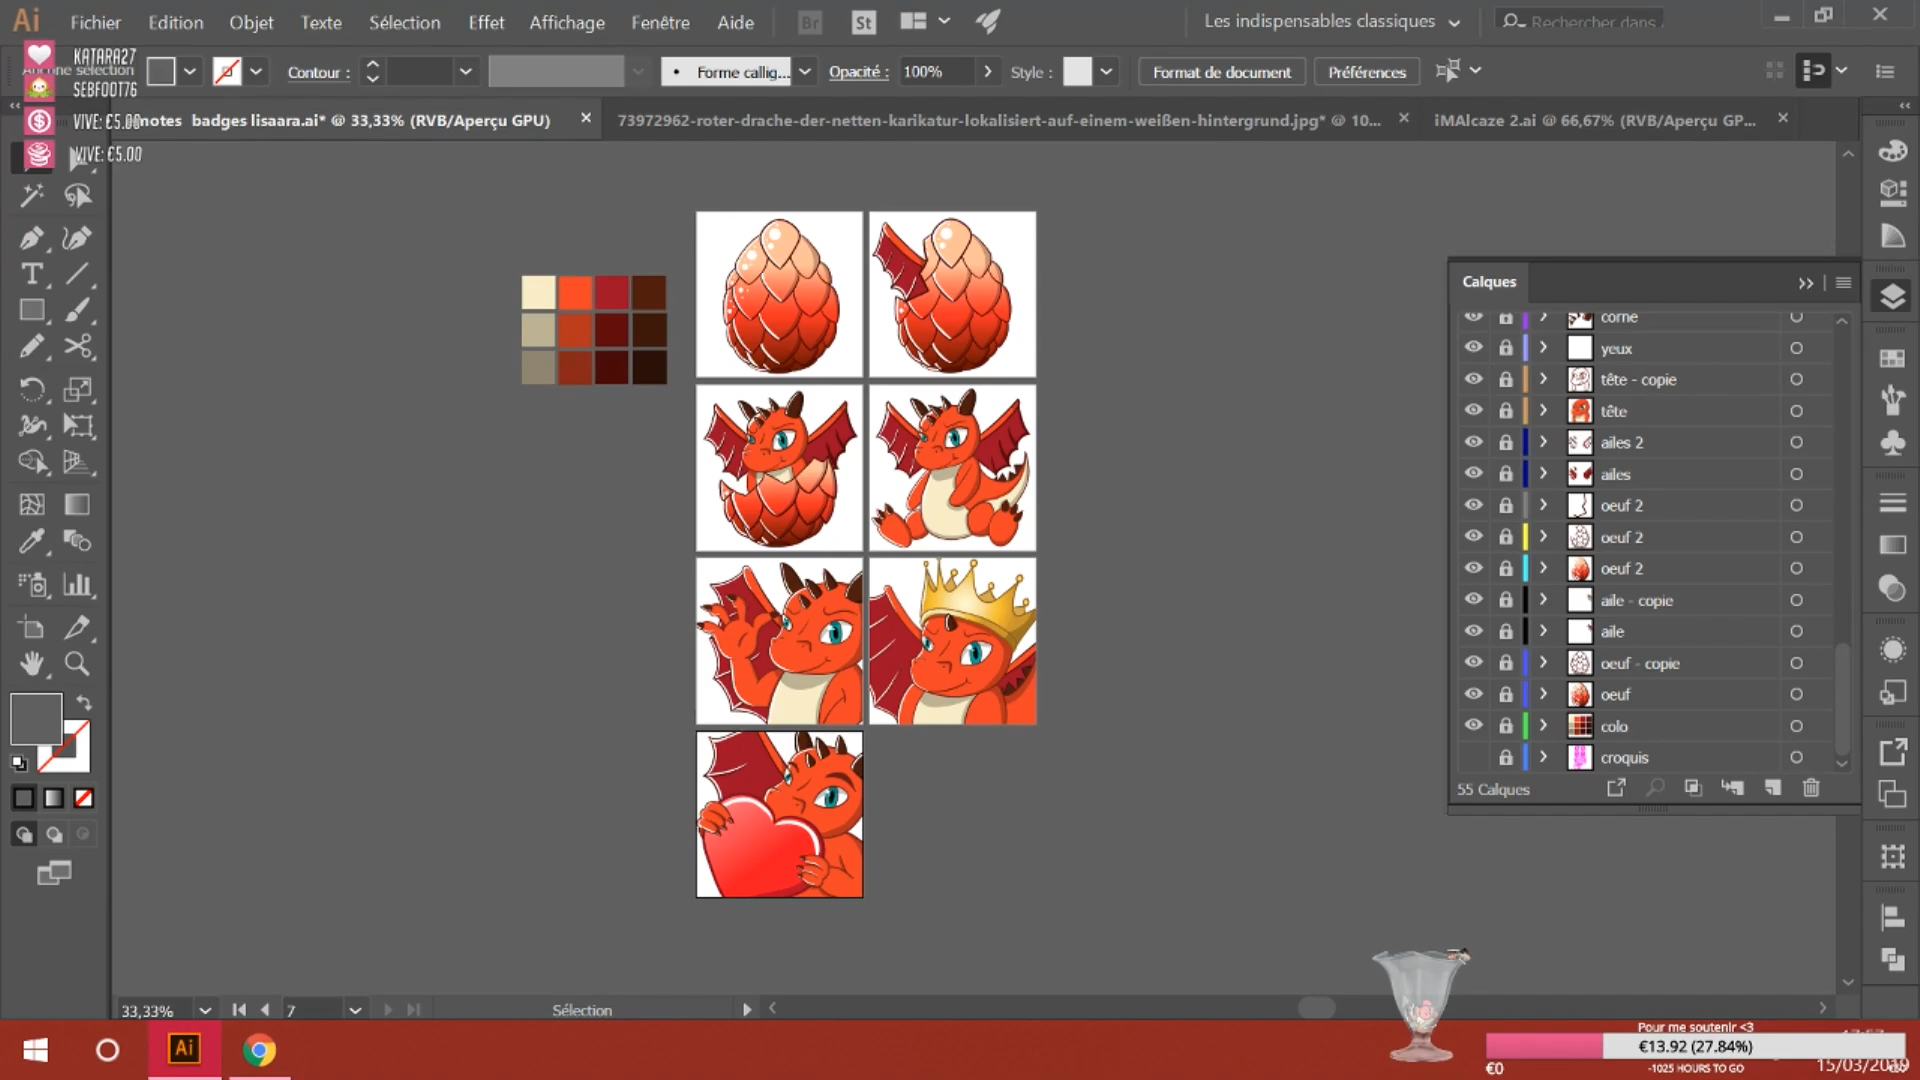 Ai Fichier Edition Objet Texte Sélection Effet Affichage Fenêtre Aide Br St Les indispensables classiques Rechercher dans
KATARA27
Aucune sélection Contour : Forme callig... Opacité : 100% Style : Format de document Préférences
SEBFOOT76
VIVE: €5.00
motes badges lisaara.ai* @ 33,33% (RVB/Aperçu GPU) 73972962-roter-drache-der-netten-karikatur-lokalisiert-auf-einem-weißen-hintergrund.jpg* @ 10... iMAlcaze 2.ai @ 66,67% (RVB/Aperçu GP...
VIVE: €5.00
Calques
corne
yeux
tête - copie
tête
ailes 2
ailes
oeuf 2
oeuf 2
oeuf 2
aile - copie
aile
oeuf - copie
oeuf
colo
croquis
55 Calques
33,33% 7 Sélection
Ai
Pour me soutenir <3
€13.92 (27.84%)
€0 -1025 HOURS TO GO
15/03/2019